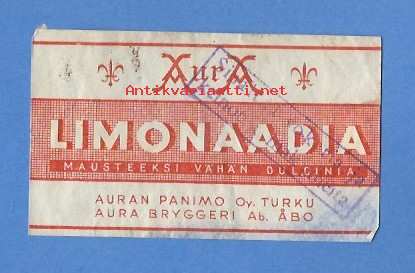 AurA
Antikvariaatti.net
LIMONAADIA
MAUSTEEKSI VÄHÄN DULCINIA
AURAN PANIMO Oy. TURKU
AURA BRYGGERI Ab. ÅBO